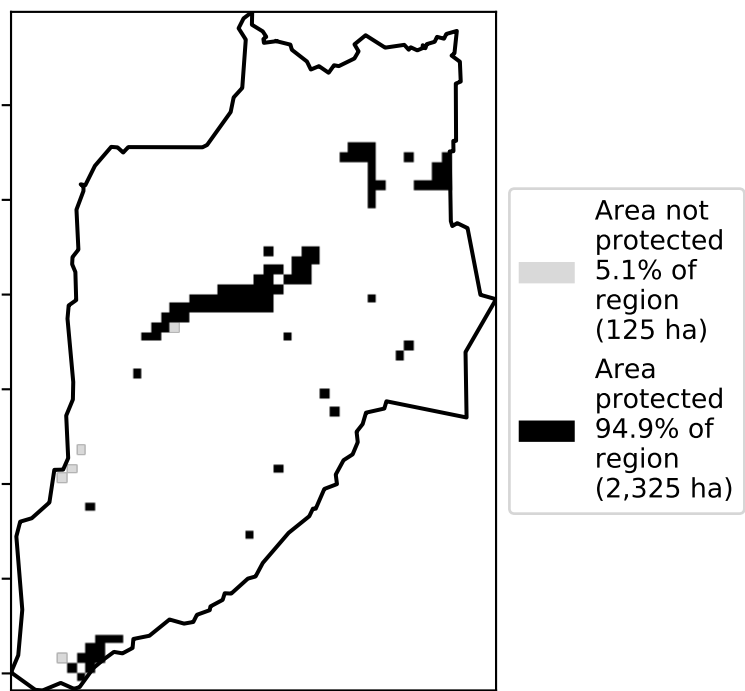 Area not
protected
5.1% of
region
(125 ha)
Area
protected
94.9% of
region
(2,325 ha)